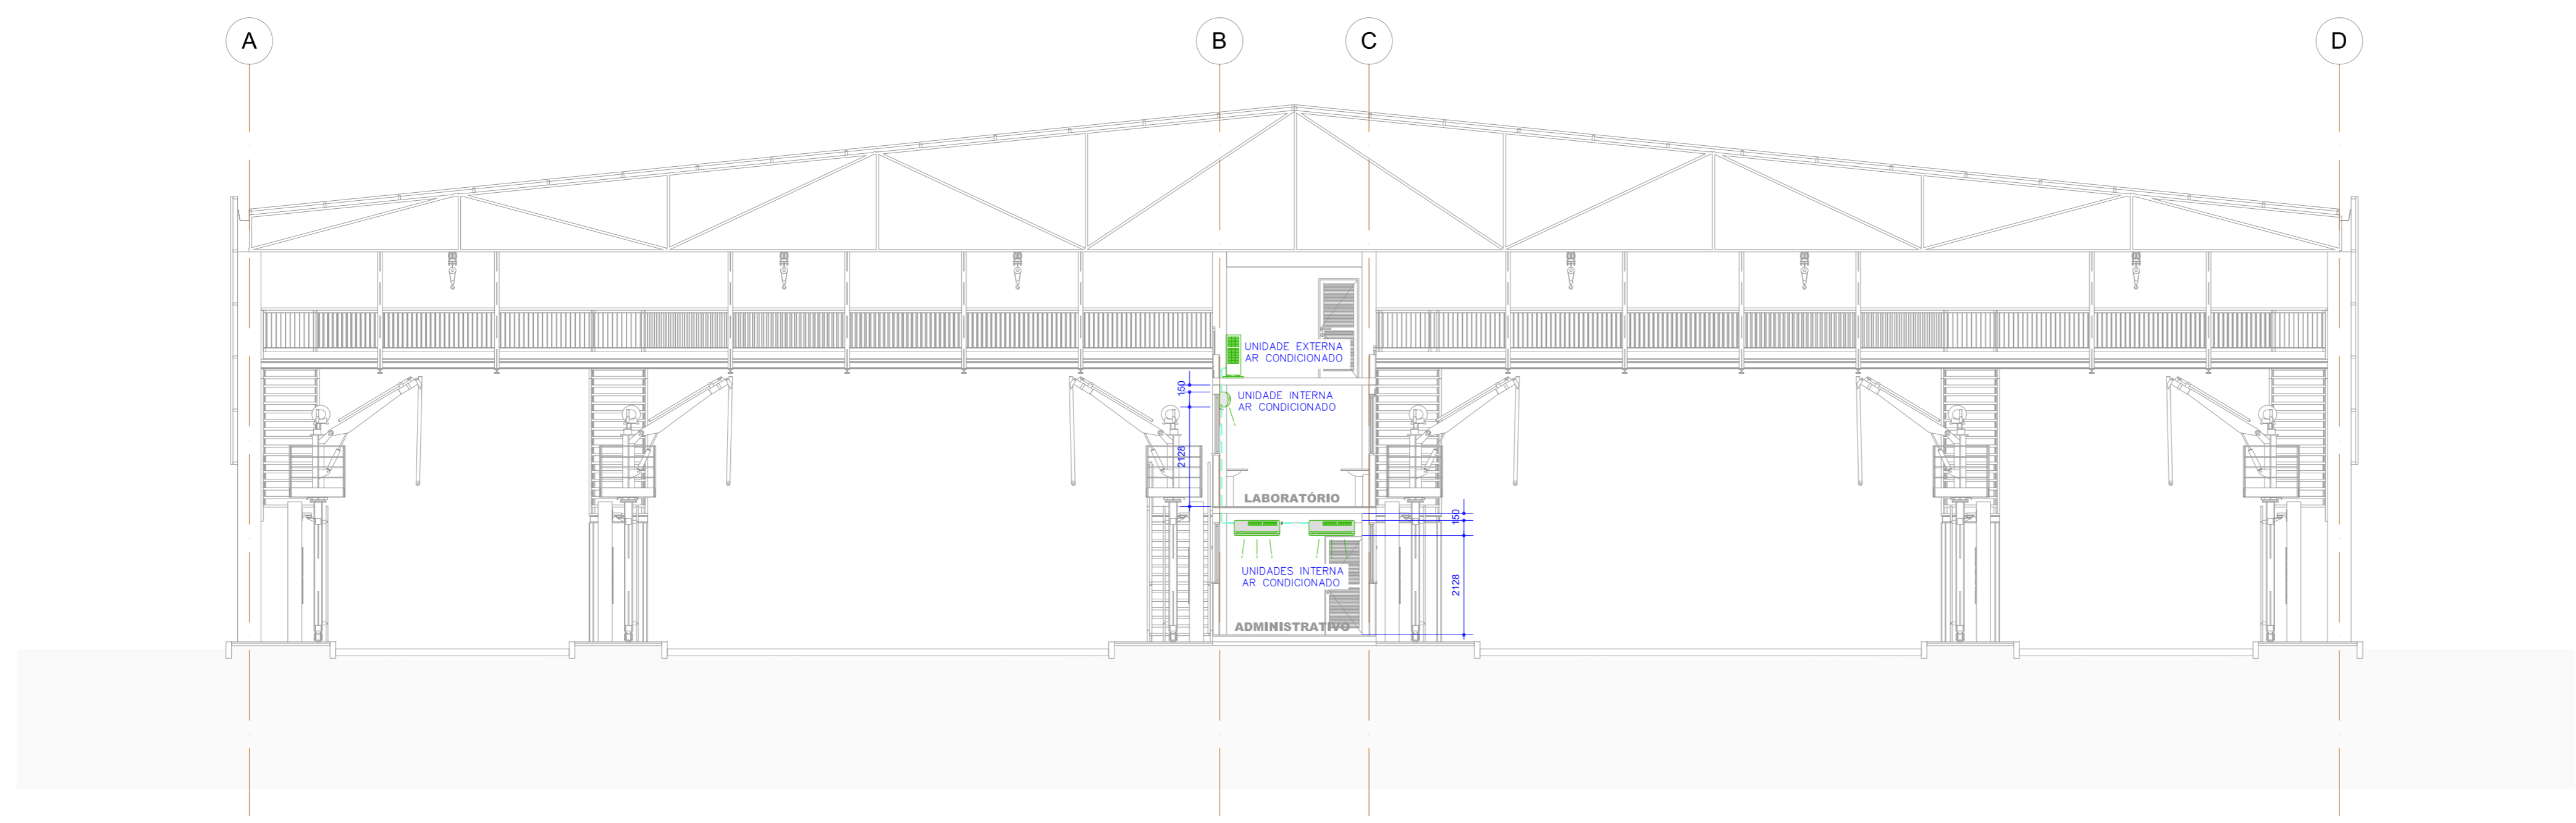 A
B
C
D
UNIDADE EXTERNA
AR CONDICIONADO
150
UNIDADE INTERNA
AR CONDICIONADO
2128
LABORATÓRIO
150
UNIDADES INTERNA
AR CONDICIONADO
2128
ADMINISTRATIVO